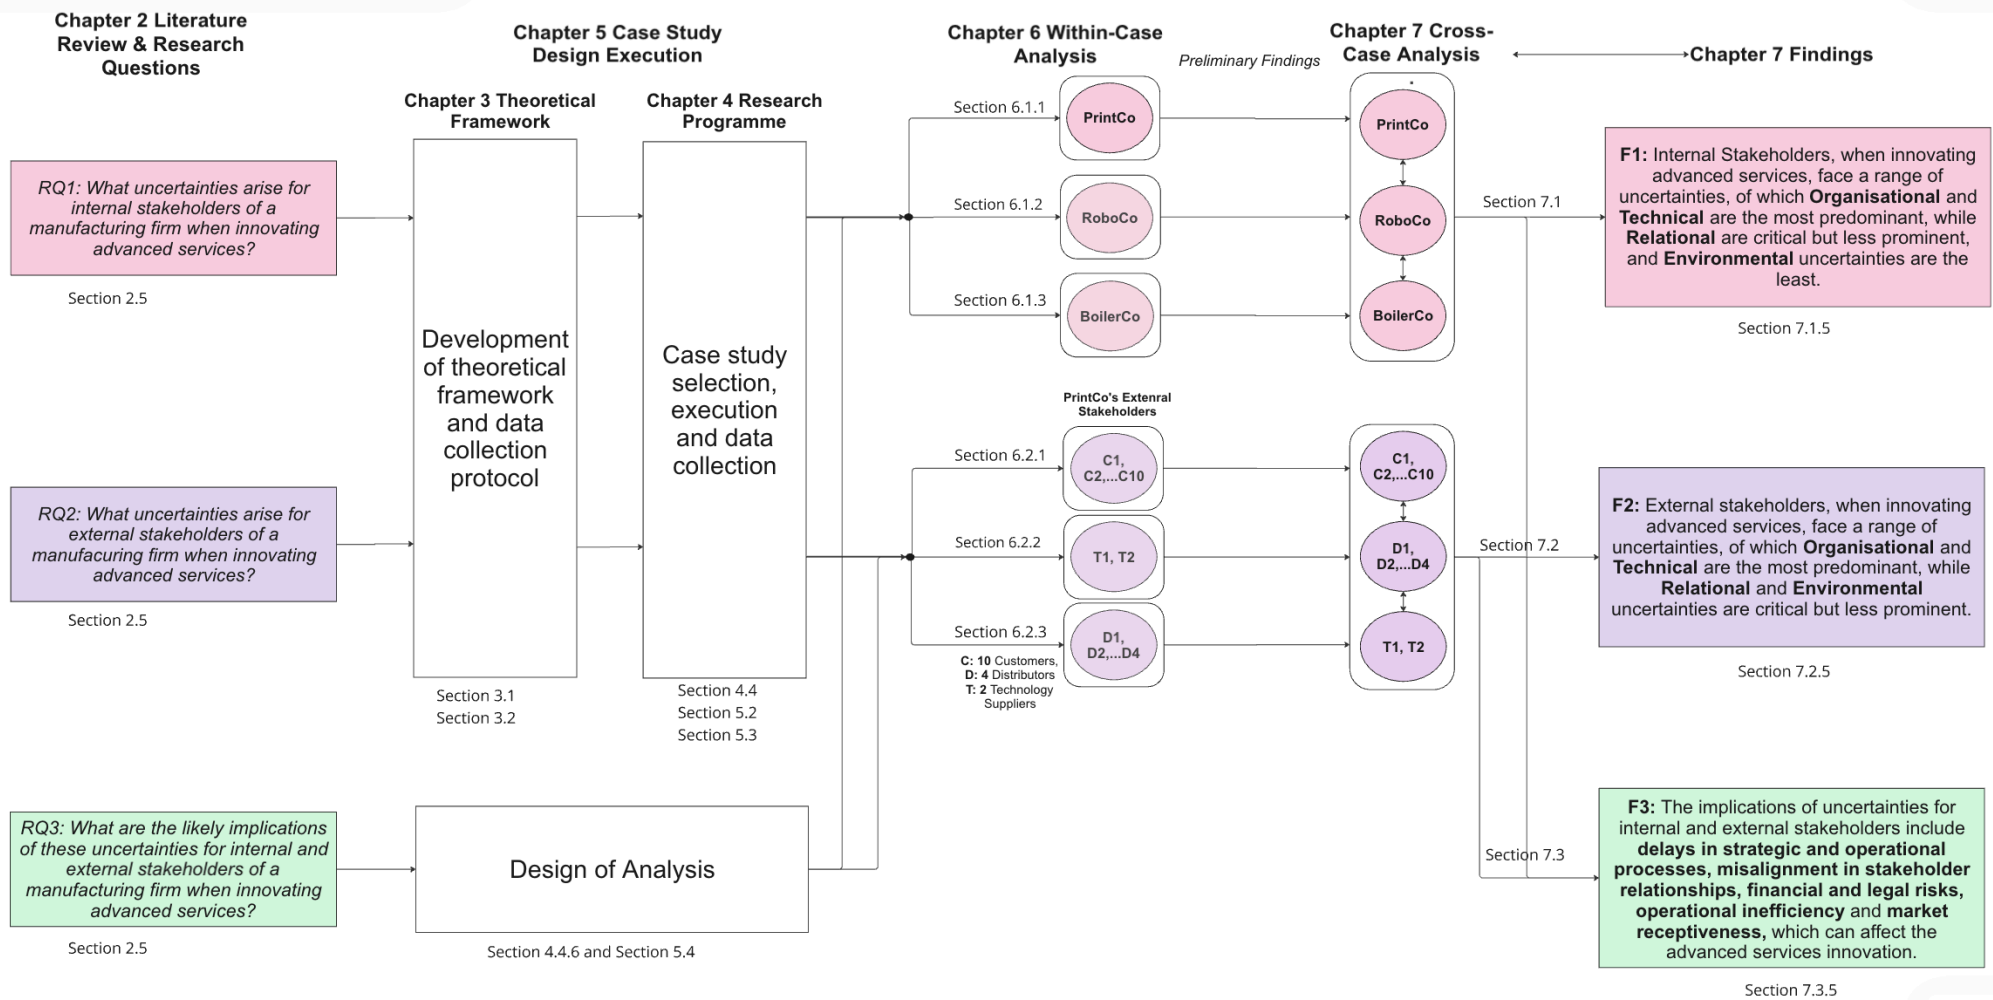 Chapter 2 Literature
Review & Research
Questions
Chapter 5 Case Study
Design Execution
Chapter 3 Theoretical
Framework
Chapter 4 Research
Programme
Chapter 6 Within-Case
Analysis
Preliminary Findings
Chapter 7 Cross-
Case Analysis
Chapter 7 Findings
RQ1: What uncertainties arise for
internal stakeholders of a
manufacturing firm when innovating
advanced services?
Section 2.5
RQ2: What uncertainties arise for
external stakeholders of a
manufacuring firm when innovating
advanced services?
Section 2.5
RQ3: What are the likely implications
of these uncertainties for internal and
external stakeholders of a
manufacturing firm when innovating
advanced services?
Section 2.5
Development
of theoretical
framework
and data
collection
protocol
Section 3.1
Section 3.2
Case study
selection,
execution
and data
collection
Section 4.4
Section 5.2
Section 5.3
Design of Analysis
Section 4.4.6 and Section 5.4
Section 6.1.1
PrintCo
Section 6.1.2
RoboCo
Section 6.1.3
BoilerCo
PrintCo's Extenral
Stakeholders
Section 6.2.1
C1,
C2,...C10
Section 6.2.2
T1, T2
Section 6.2.3
D1,
D2,...D4
C: 10 Customers,
D: 4 Distributors
T: 2 Technology
Suppliers
PrintCo
RoboCo
BoilerCo
C1,
C2,...C10
D1,
D2,...D4
T1, T2
Section 7.1
Section 7.2
Section 7.3
F1: Internal Stakeholders, when innovating
advanced services, face a range of
uncertainties, of which Organisational and
Technical are the most predominant, while
Relational are critical but less prominent,
and Environmental uncertainties are the
least.
Section 7.1.5
F2: External stakeholders, when innovating
advanced services, face a range of
uncertainties, of which Organisational and
Technical are the most predominant, while
Relational and Environmental
uncertainties are critical but less prominent.
Section 7.2.5
F3: The implications of uncertainties for
internal and external stakeholders include
delays in strategic and operational
processes, misalignment in stakeholder
relationships, financial and legal risks,
operational inefficiency and market
receptiveness, which can affect the
advanced services innovation.
Section 7.3.5